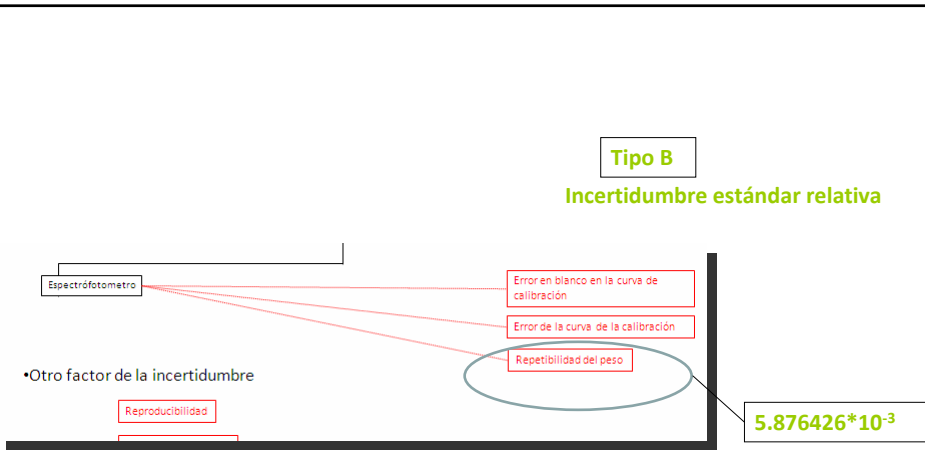 Tipo B
Incertidumbre estándar relativa
Espectrófotometro
Error en blanco en la curva de
calibración
Error de la curva de la calibración
Repetibilidad del peso
•Otro factor de la incertidumbre
Reproducibilidad
5.876426*10⁻³